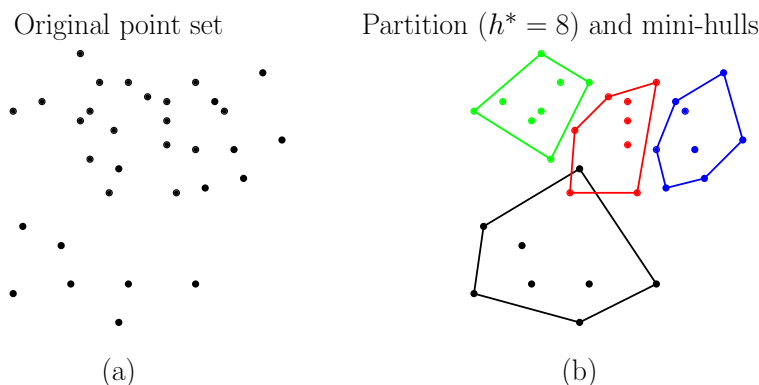 Original point set
Partition (h* = 8) and mini-hulls
(a)
(b)